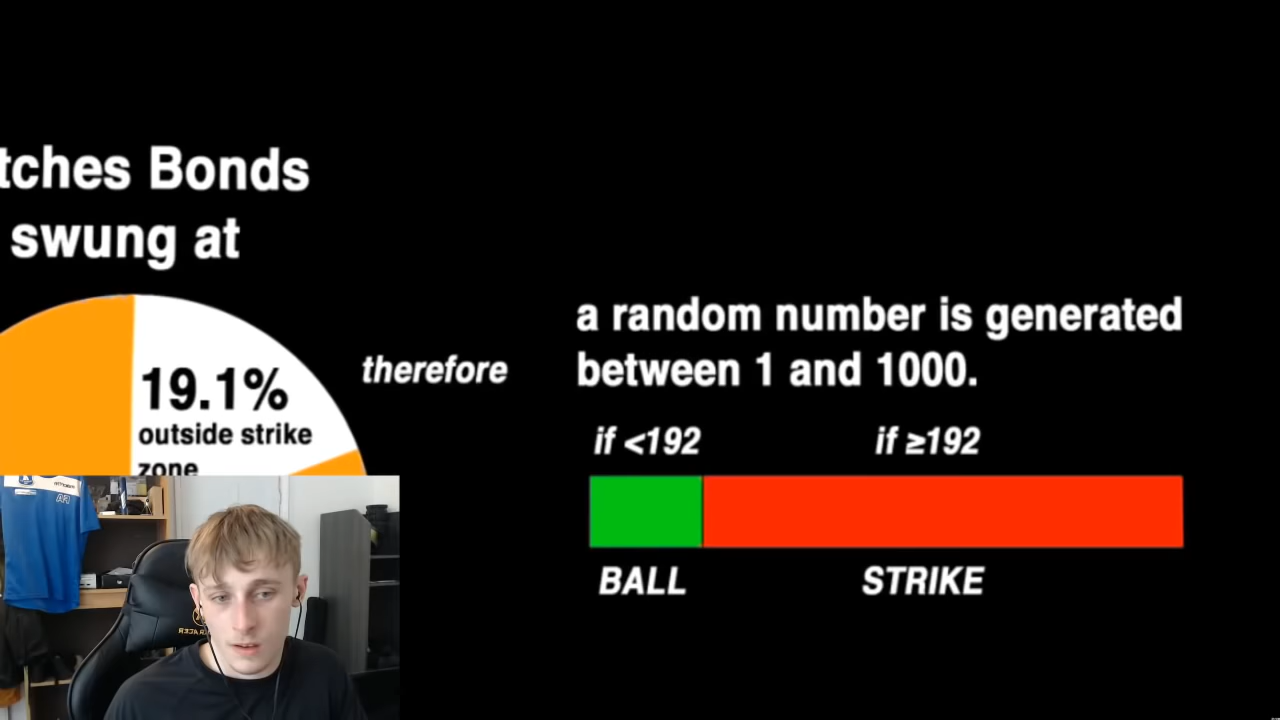 tches Bonds
swung at
19.1%
outside strike
zone
therefore
a random number is generated
between 1 and 1000.
if <192
if ≥192
BALL
STRIKE